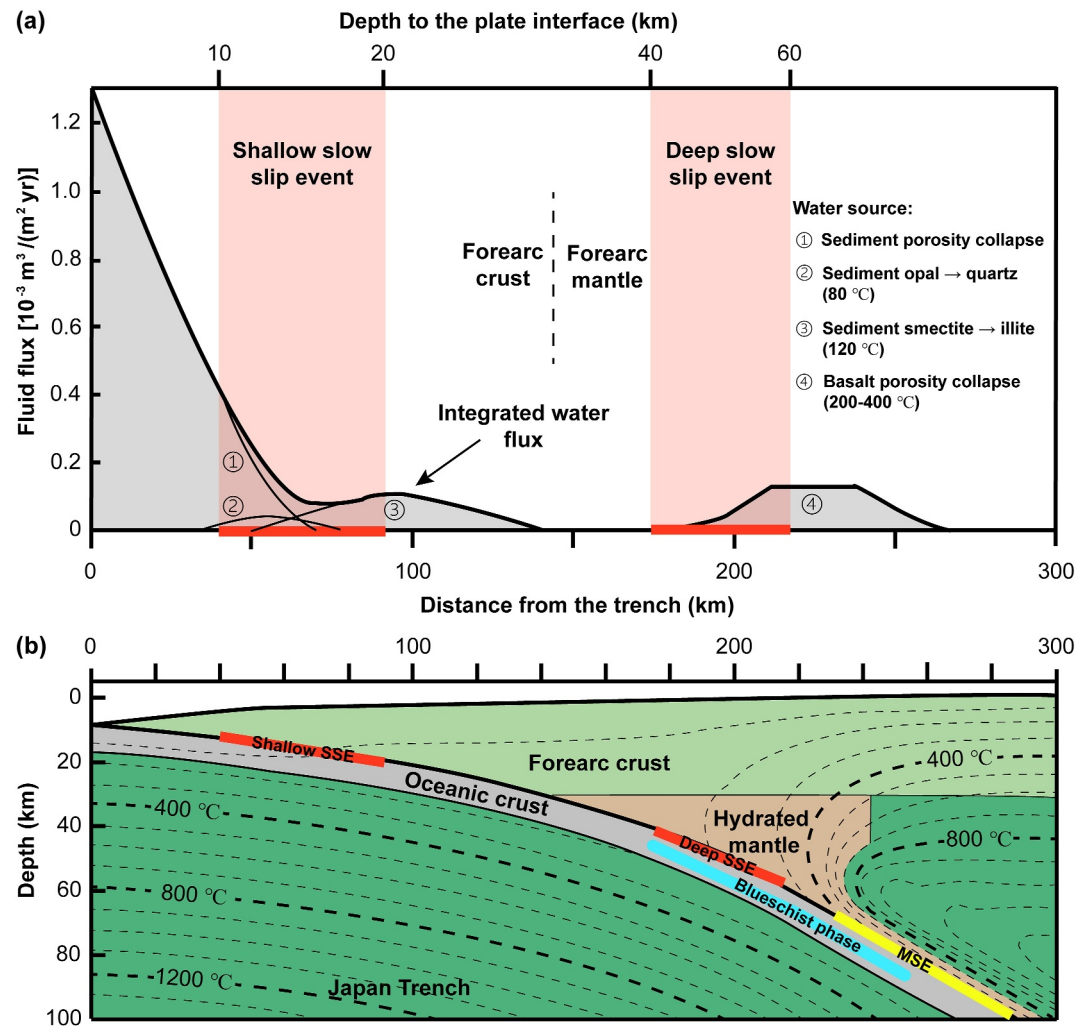 (a)
Depth to the plate interface (km)
10 20 40 60
Fluid flux [10⁻³ m³ /(m² yr)]
1.2
1.0
0.8
0.6
0.4
0.2
0
Shallow slow
slip event
Deep slow
slip event
Forearc
crust
Forearc
mantle
Water source:
① Sediment porosity collapse
② Sediment opal → quartz
(80 ℃)
③ Sediment smectite → illite
(120 ℃)
④ Basalt porosity collapse
(200-400 ℃)
Integrated water
flux
①
②
③
④
0 100 200 300
Distance from the trench (km)
(b)
0 100 200 300
Depth (km)
0
20
40
60
80
100
Shallow SSE
Forearc crust
400 ℃
Oceanic crust
400 ℃
Hydrated
mantle
800 ℃
Deep SSE
Blueschist phase
800 ℃
MSE
1200 ℃
Japan Trench